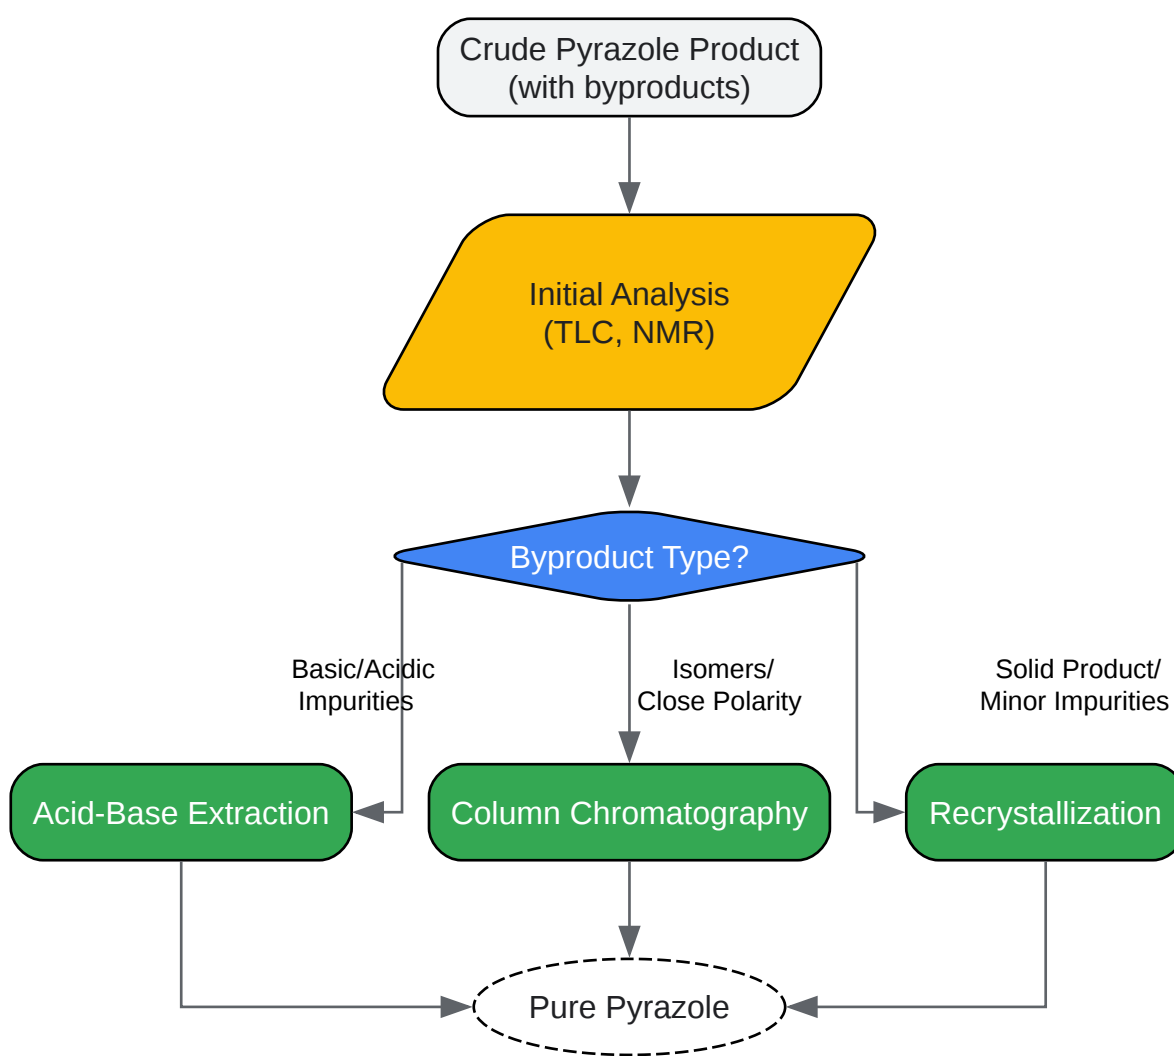 Crude Pyrazole Product
(with byproducts)
Initial Analysis
(TLC, NMR)
Byproduct Type?
Basic/Acidic
Impurities
Isomers/
Close Polarity
Solid Product/
Minor Impurities
Acid-Base Extraction
Column Chromatography
Recrystallization
Pure Pyrazole